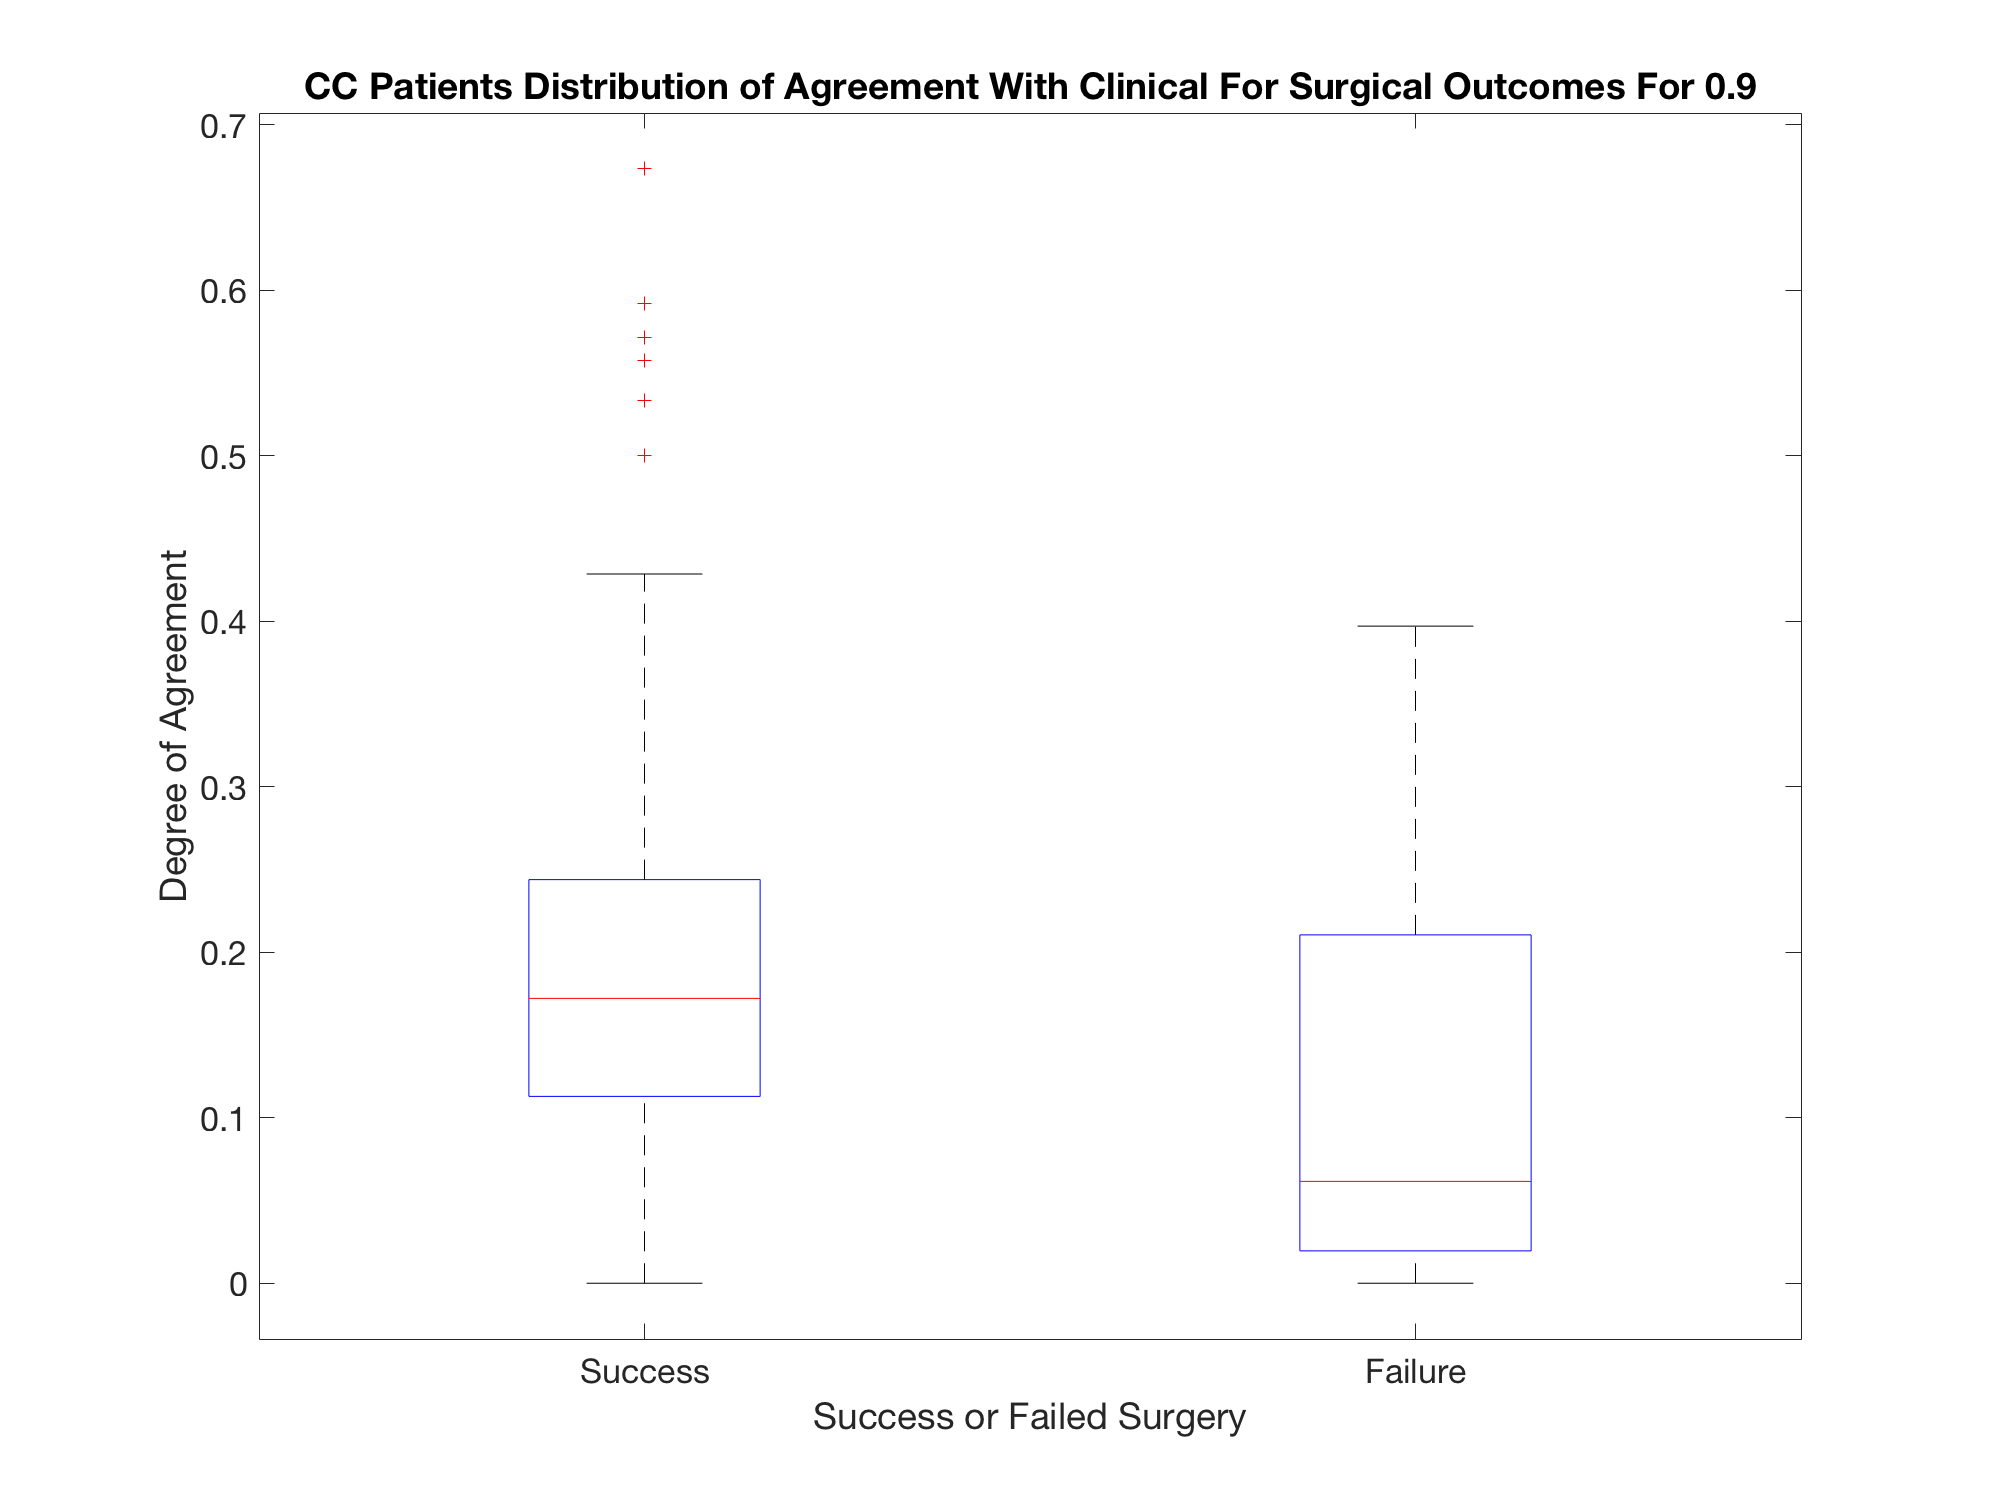 CC Patients Distribution of Agreement With Clinical For Surgical Outcomes For 0.9
0.7
0.6
0.5
0.4
0.3
0.2
0.1
0
Degree of Agreement
Success
Failure
Success or Failed Surgery